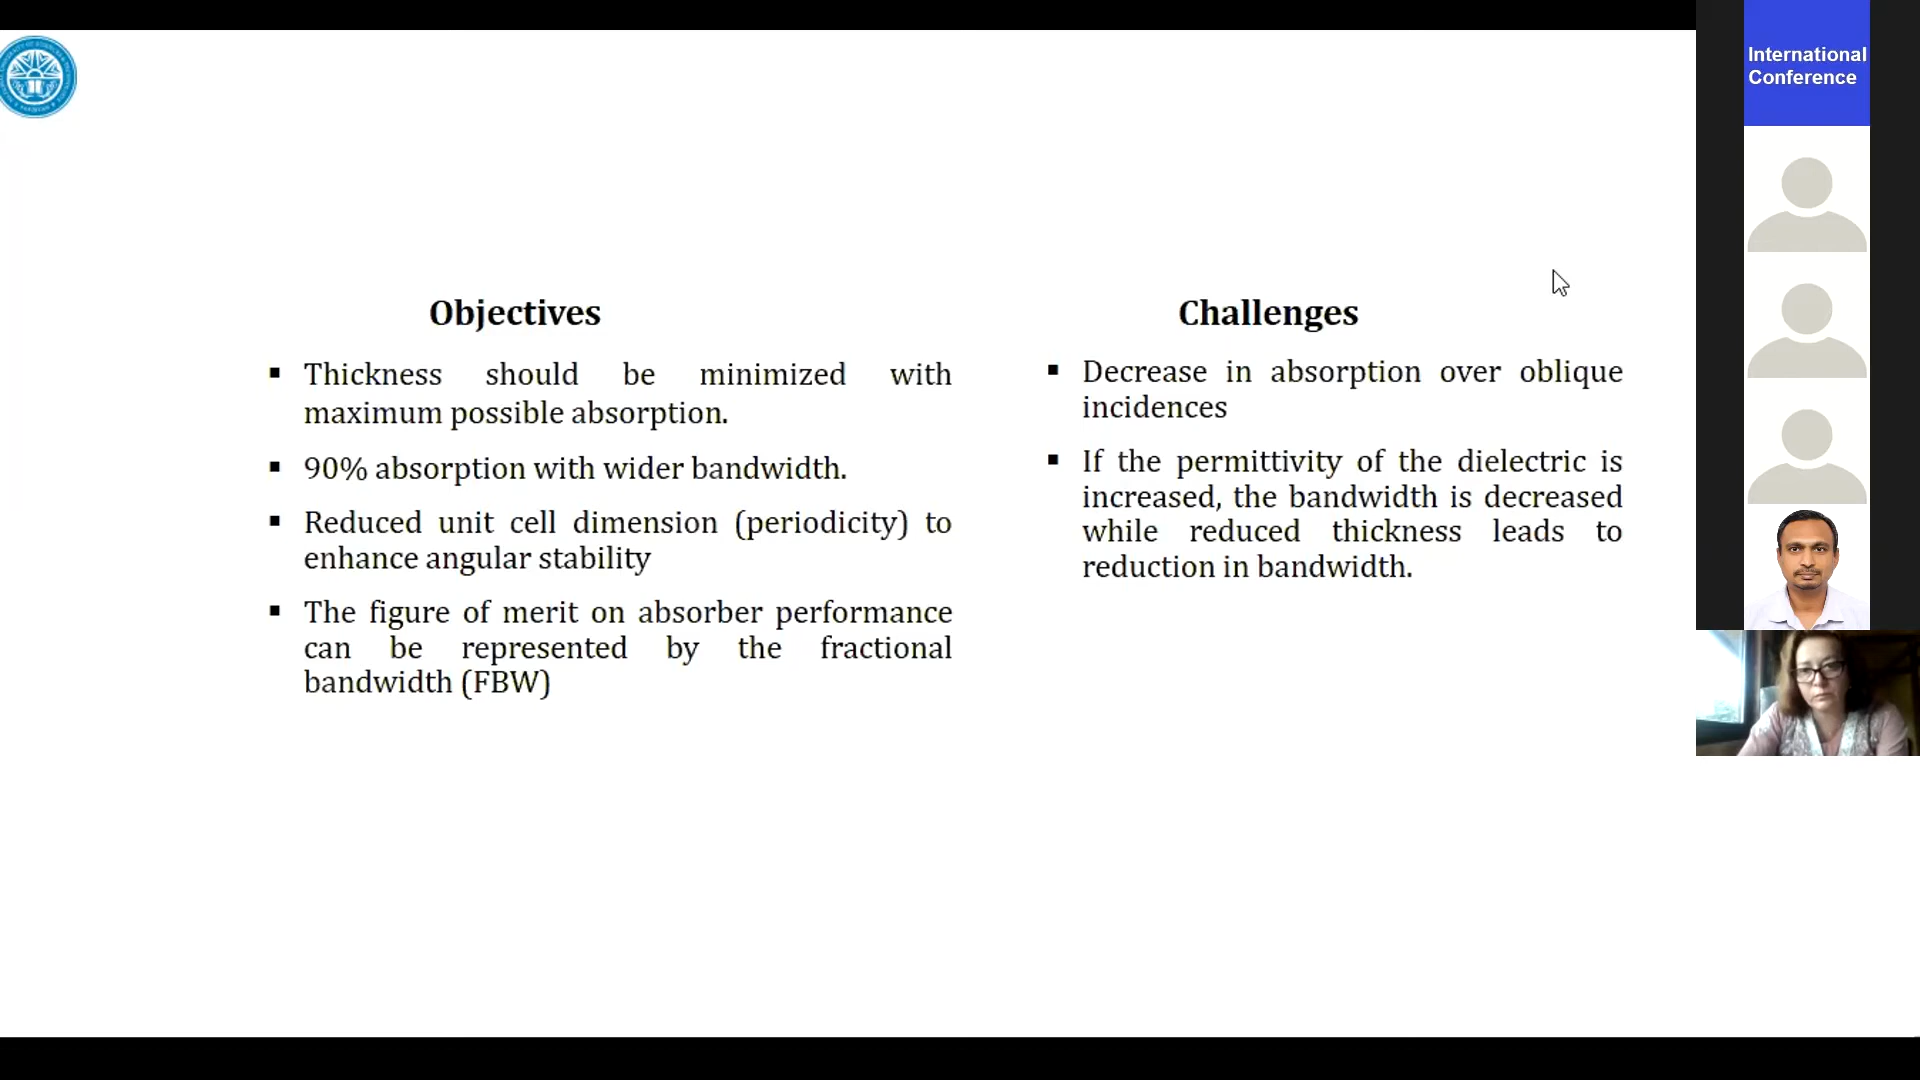 International
Conference
Objectives
▪ Thickness should be minimized with
maximum possible absorption.
▪ 90% absorption with wider bandwidth.
▪ Reduced unit cell dimension (periodicity) to
enhance angular stability
▪ The figure of merit on absorber performance
can be represented by the fractional
bandwidth (FBW)
Challenges
▪ Decrease in absorption over oblique
incidences
▪ If the permittivity of the dielectric is
increased, the bandwidth is decreased
while reduced thickness leads to
reduction in bandwidth.